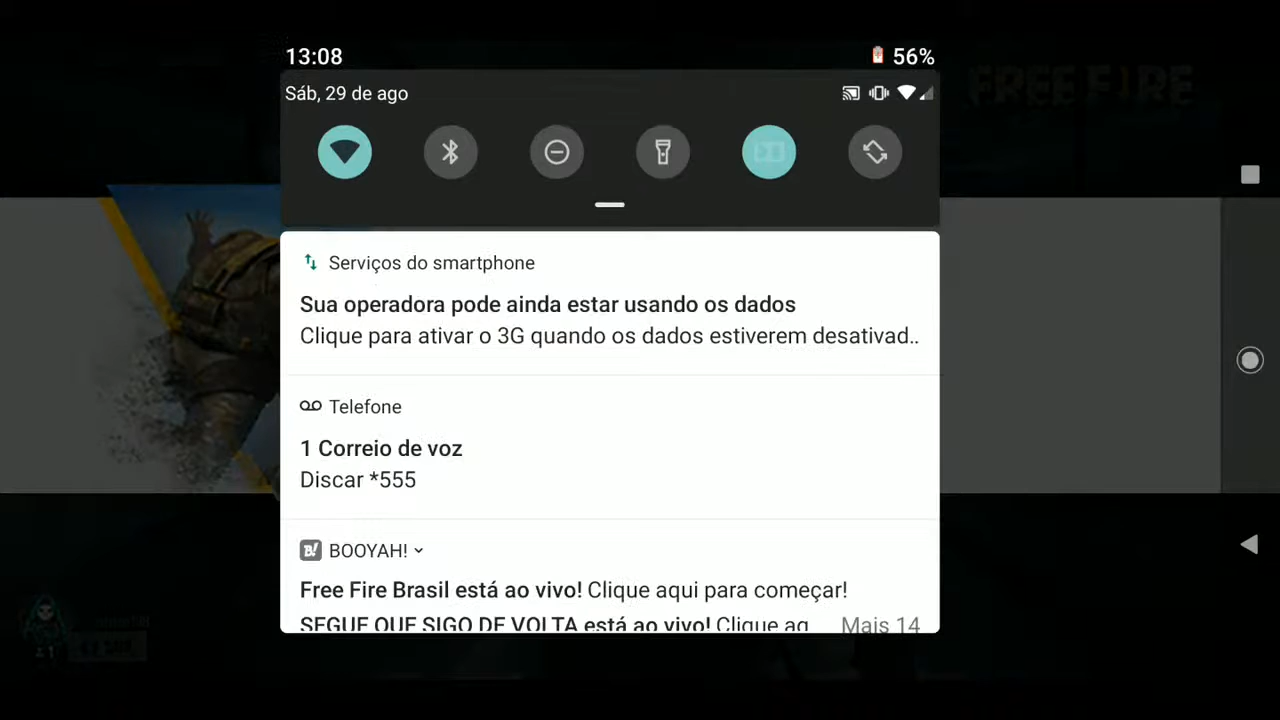 13:08
56%
FREE FIRE
Sáb, 29 de ago
Serviços do smartphone
Sua operadora pode ainda estar usando os dados
Clique para ativar o 3G quando os dados estiverem desativad..
Telefone
1 Correio de voz
Discar *555
B! BOOYAH!
Free Fire Brasil está ao vivo! Clique aqui para começar!
SEGUE QUE SIGO DE VOLTA está ao vivo! Clique aq
Mais 14